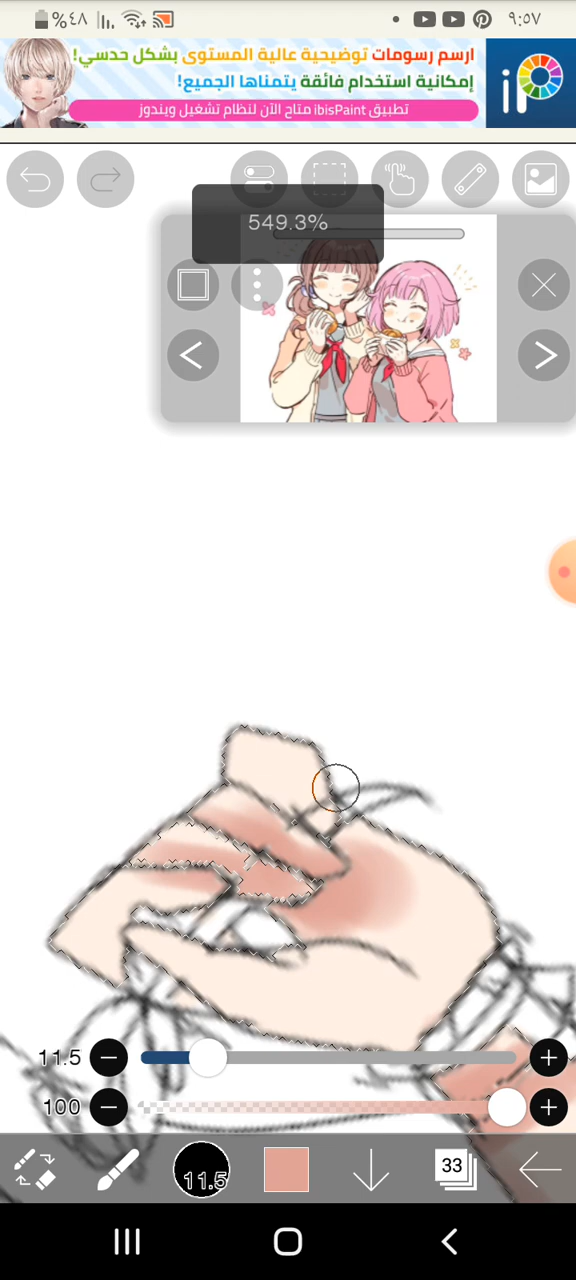 %٤٨
٩:٥٧
ارسم رسومات توضيحية عالية المستوى بشكل حدسي!
إمكانية استخدام فائقة يتمناها الجميع!
تطبيق ibisPaint متاح الآن لنظام تشغيل ويندوز
iP
549.3%
11.5
100
11.5
33